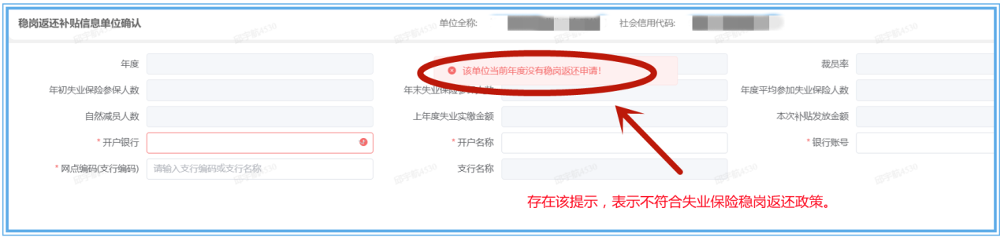 稳岗返还补贴信息单位确认 单位全称: 社会信用代码:
年度 裁员率
该单位当前年度没有稳岗返还申请!
年初失业保险参保人数 年度平均参加失业保险人数
自然减员人数 上年度失业实缴金额 本次补贴发放金额
* 开户银行 * 开户名称 * 银行账号
* 网点编码(支行编码) 请输入支行编码或支行名称 支行名称
存在该提示，表示不符合失业保险稳岗返还政策。